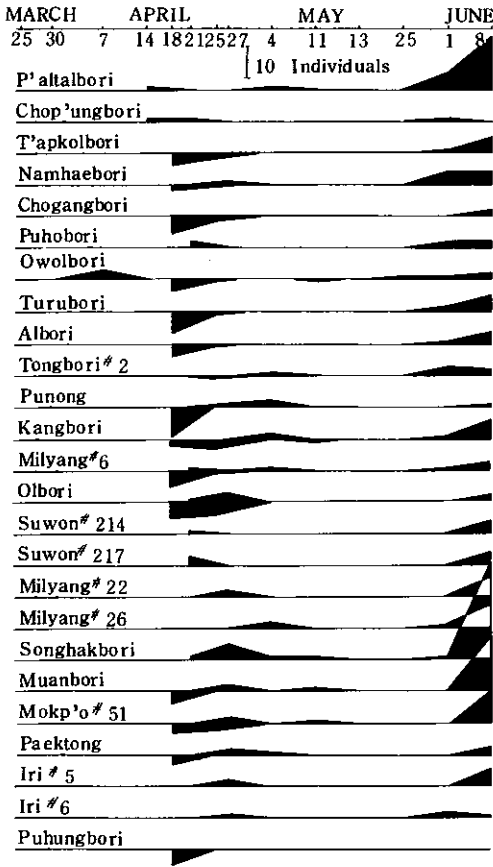 MARCH APRIL MAY JUNE
25 30 7 14 18 21 25 27 4 11 13 25 1 8
10 Individuals
P'altalbori
Chop'ungbori
T'apkolbori
Namhaebori
Chogangbori
Puhobori
Owolbori
Turubori
Albori
Tongbori # 2
Punong
Kangbori
Milyang #6
Olbori
Suwon # 214
Suwon # 217
Milyang # 22
Milyang # 26
Songhakbori
Muanbori
Mokp'o # 51
Paektong
Iri # 5
Iri # 6
Puhungbori